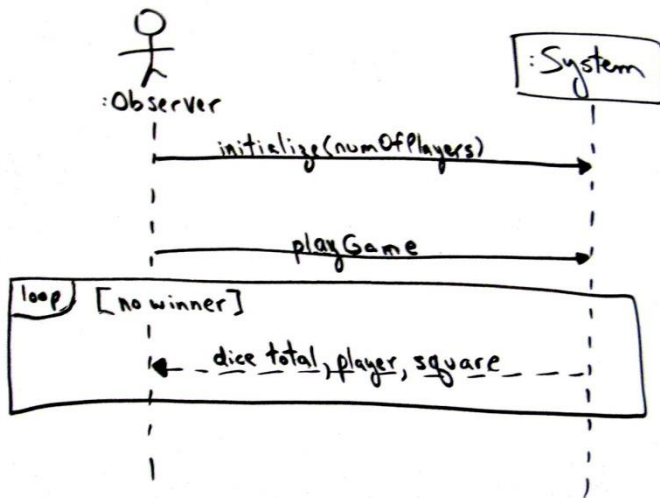 :Observer
:System
initialize(numOfPlayers)
playGame
loop
[no winner]
dice total, player, square